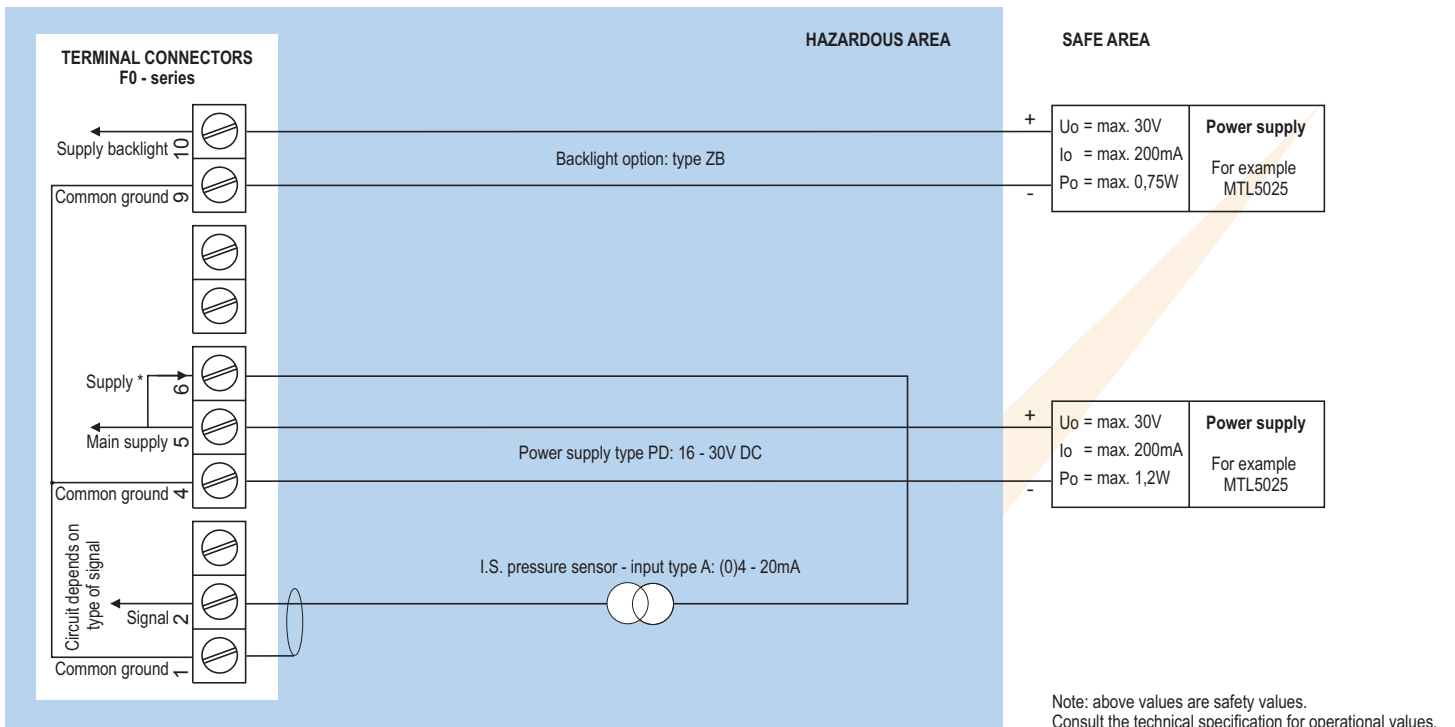 HAZARDOUS AREA
SAFE AREA
TERMINAL CONNECTORS
F0 - series
Supply backlight 10
Common ground 9
Backlight option: type ZB
+
-
Uo = max. 30V
Io = max. 200mA
Po = max. 0,75W
Power supply
For example
MTL5025
Supply * 6
Main supply 5
Common ground 4
Power supply type PD: 16 - 30V DC
+
-
Uo = max. 30V
Io = max. 200mA
Po = max. 1,2W
Power supply
For example
MTL5025
Circuit depends on
type of signal
Signal 2
Common ground 1
I.S. pressure sensor - input type A: (0)4 - 20mA
Note: above values are safety values.
Consult the technical specification for operational values.